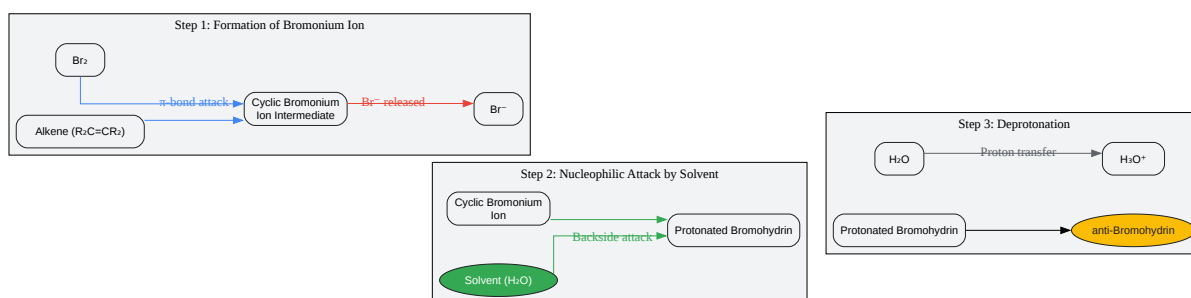 Step 1: Formation of Bromonium Ion
Br₂
π-bond attack
Cyclic Bromonium
Ion Intermediate
Br⁻ released
Br⁻
Alkene (R₂C=CR₂)
Step 2: Nucleophilic Attack by Solvent
Cyclic Bromonium
Ion
Protonated Bromohydrin
Backside attack
Solvent (H₂O)
Step 3: Deprotonation
H₂O
Proton transfer
H₃O⁺
Protonated Bromohydrin
anti-Bromohydrin